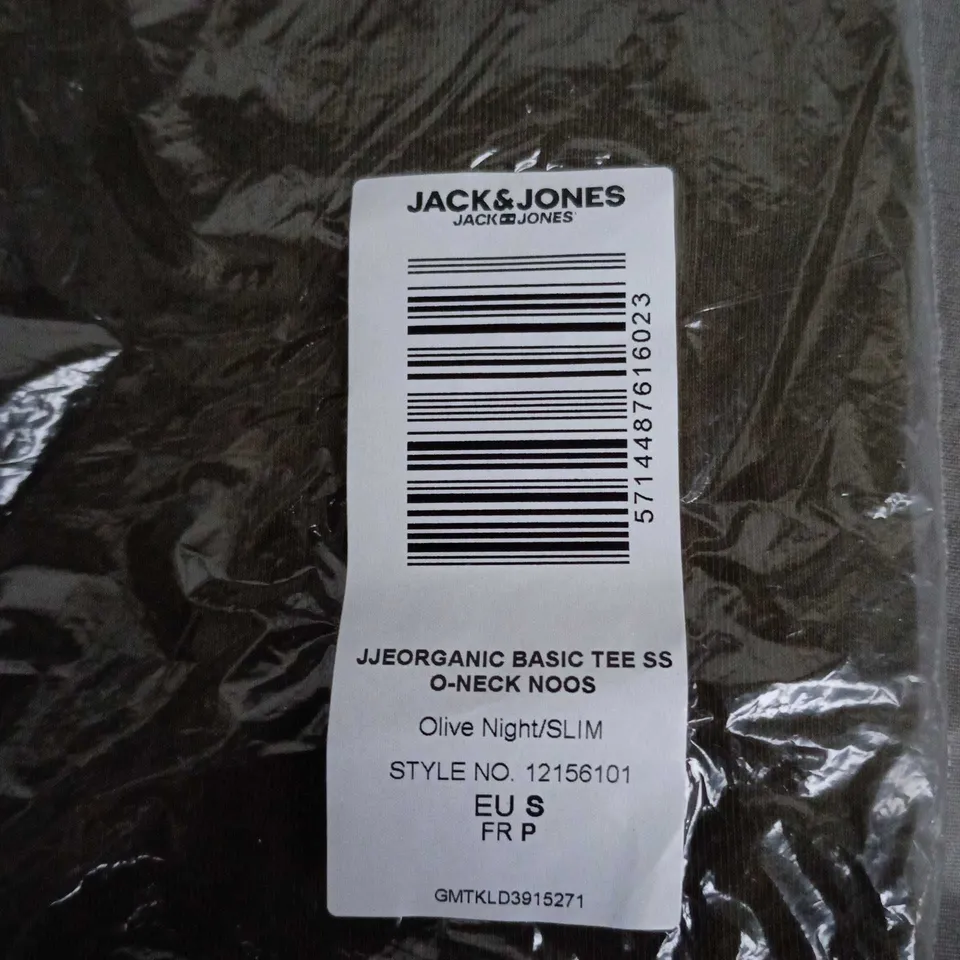 JACK&JONES
JACK JONES
5714487616023
JJEORGANIC BASIC TEE SS
O-NECK NOOS
Olive Night/SLIM
STYLE NO. 12156101
EU S
FR P
GMTKLD3915271